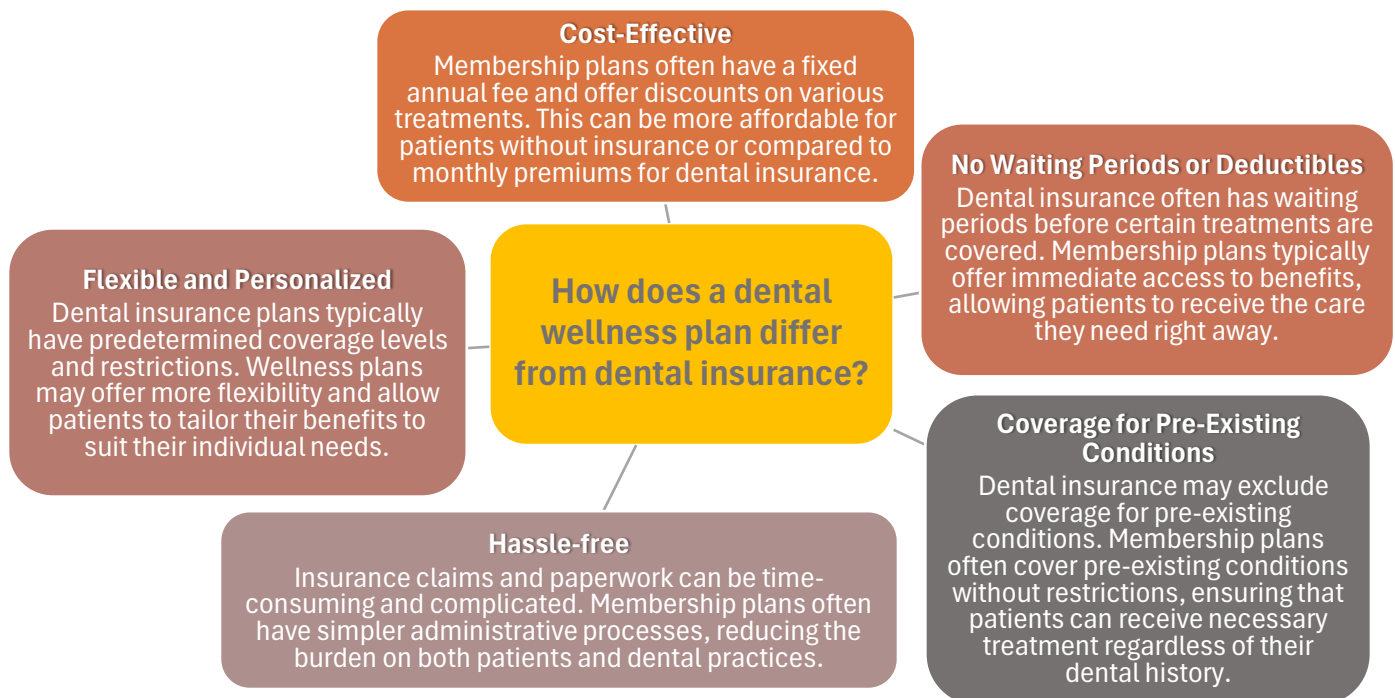 Cost-Effective
Membership plans often have a fixed
annual fee and offer discounts on various
treatments. This can be more affordable for
patients without insurance or compared to
monthly premiums for dental insurance.
No Waiting Periods or Deductibles
Dental insurance often has waiting
periods before certain treatments are
covered. Membership plans typically
offer immediate access to benefits,
allowing patients to receive the care
they need right away.
Flexible and Personalized
Dental insurance plans typically
have predetermined coverage levels
and restrictions. Wellness plans
may offer more flexibility and allow
patients to tailor their benefits to
suit their individual needs.
How does a dental
wellness plan differ
from dental insurance?
Coverage for Pre-Existing
Conditions
Dental insurance may exclude
coverage for pre-existing
conditions. Membership plans
often cover pre-existing conditions
without restrictions, ensuring that
patients can receive necessary
treatment regardless of their
dental history.
Hassle-free
Insurance claims and paperwork can be time-
consuming and complicated. Membership plans often
have simpler administrative processes, reducing the
burden on both patients and dental practices.